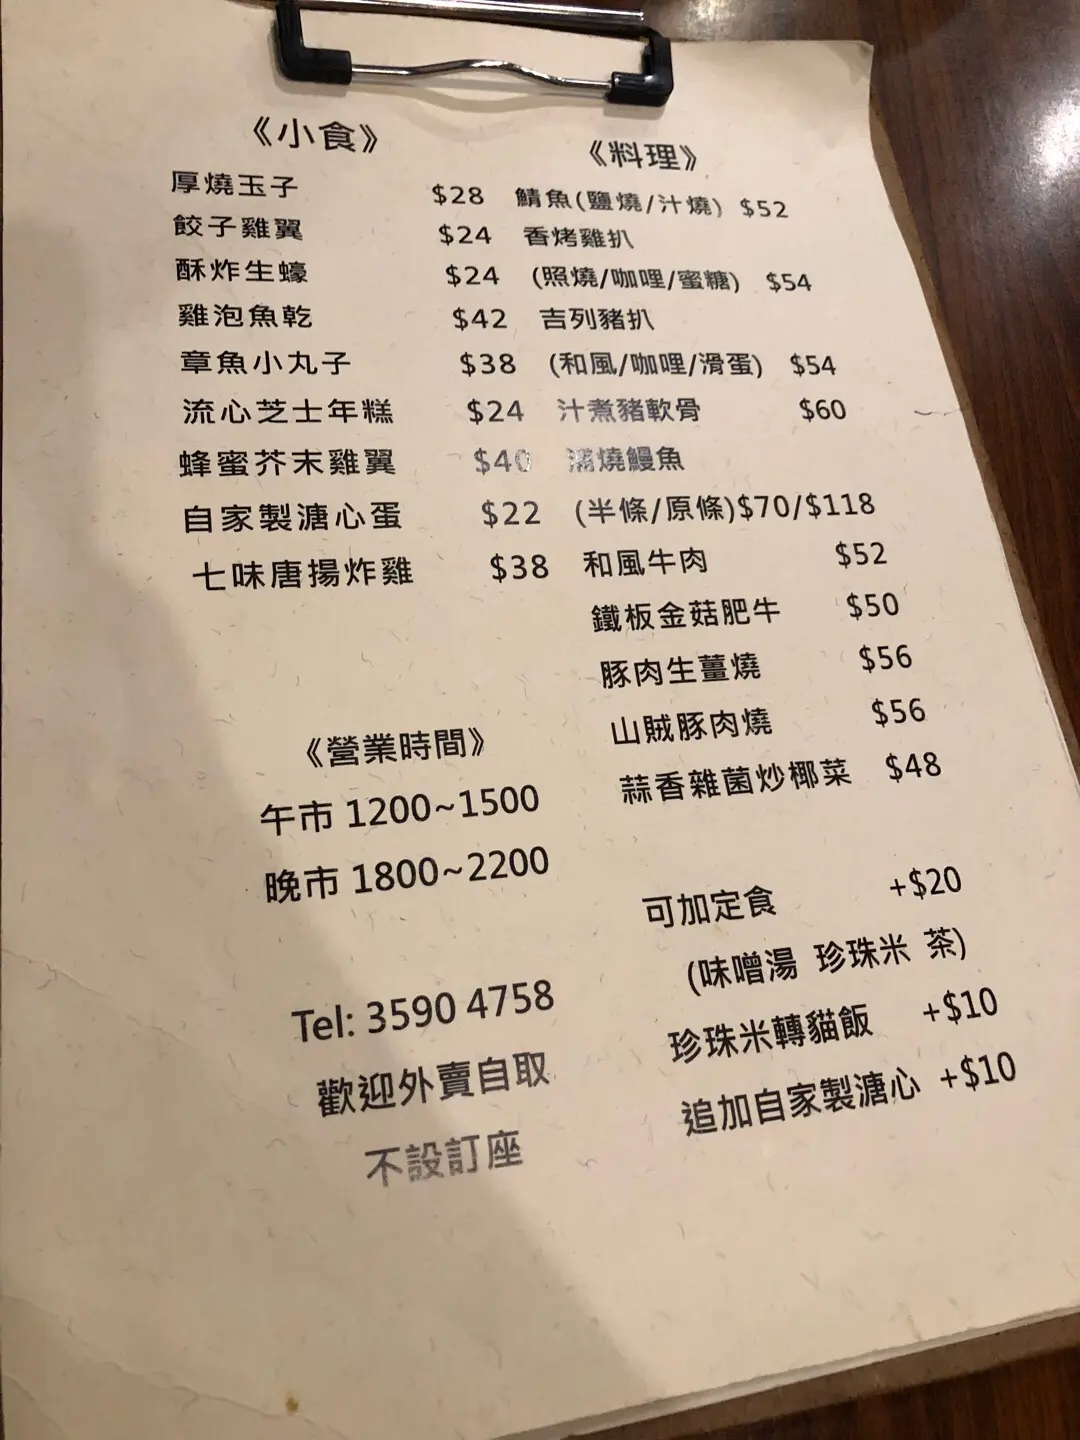 《小食》
厚燒玉子 $28
餃子雞翼 $24
酥炸生蠔 $24
雞泡魚乾 $42
章魚小丸子 $38
流心芝士年糕 $24
蜂蜜芥末雞翼 $40
自家製溏心蛋 $22
七味唐揚炸雞 $38
《營業時間》
午市 1200~1500
晚市 1800~2200
Tel: 3590 4758
歡迎外賣自取
不設訂座
《料理》
鯖魚(鹽燒/汁燒) $52
香烤雞扒
(照燒/咖哩/蜜糖) $54
吉列豬扒
(和風/咖哩/滑蛋) $54
汁煮豬軟骨 $60
蒲燒鰻魚
(半條/原條)$70/$118
和風牛肉 $52
鐵板金菇肥牛 $50
豚肉生薑燒 $56
山賊豚肉燒 $56
蒜香雜菌炒椰菜 $48
可加定食 +$20
(味噌湯 珍珠米 茶)
珍珠米轉貓飯 +$10
追加自家製溏心 +$10